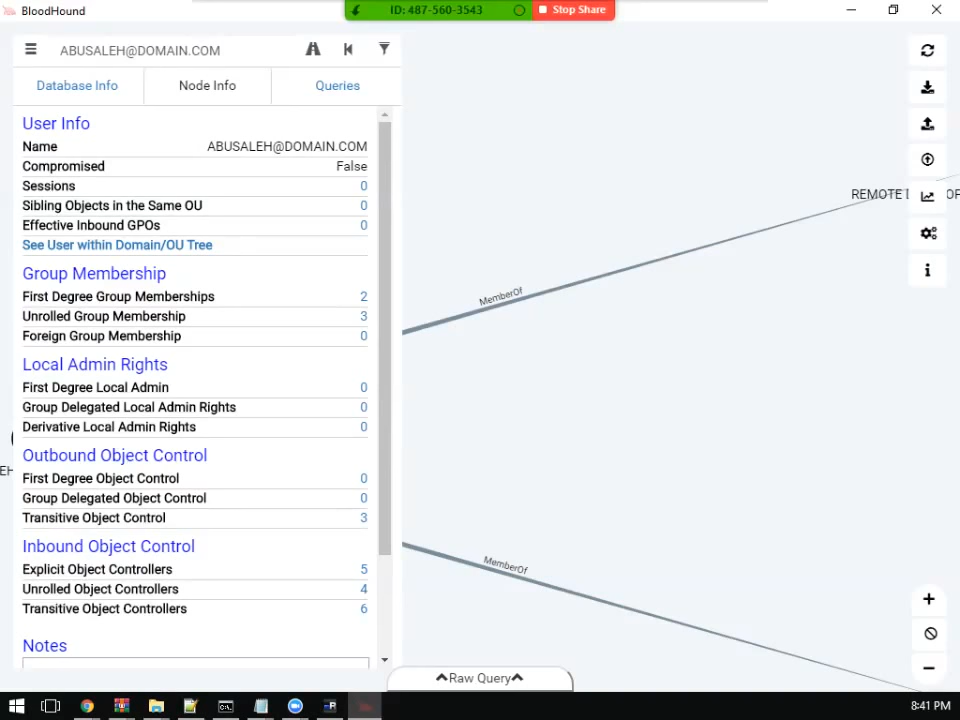 BloodHound
ID: 487-560-3543
Stop Share
ABUSALEH@DOMAIN.COM
Database Info
Node Info
Queries
User Info
Name ABUSALEH@DOMAIN.COM
Compromised False
Sessions 0
Sibling Objects in the Same OU 0
Effective Inbound GPOs 0
See User within Domain/OU Tree
Group Membership
First Degree Group Memberships 2
Unrolled Group Membership 3
Foreign Group Membership 0
Local Admin Rights
First Degree Local Admin 0
Group Delegated Local Admin Rights 0
Derivative Local Admin Rights 0
Outbound Object Control
First Degree Object Control 0
Group Delegated Object Control 0
Transitive Object Control 3
Inbound Object Control
Explicit Object Controllers 5
Unrolled Object Controllers 4
Transitive Object Controllers 6
Notes
REMOTE
MemberOf
MemberOf
Raw Query
8:41 PM